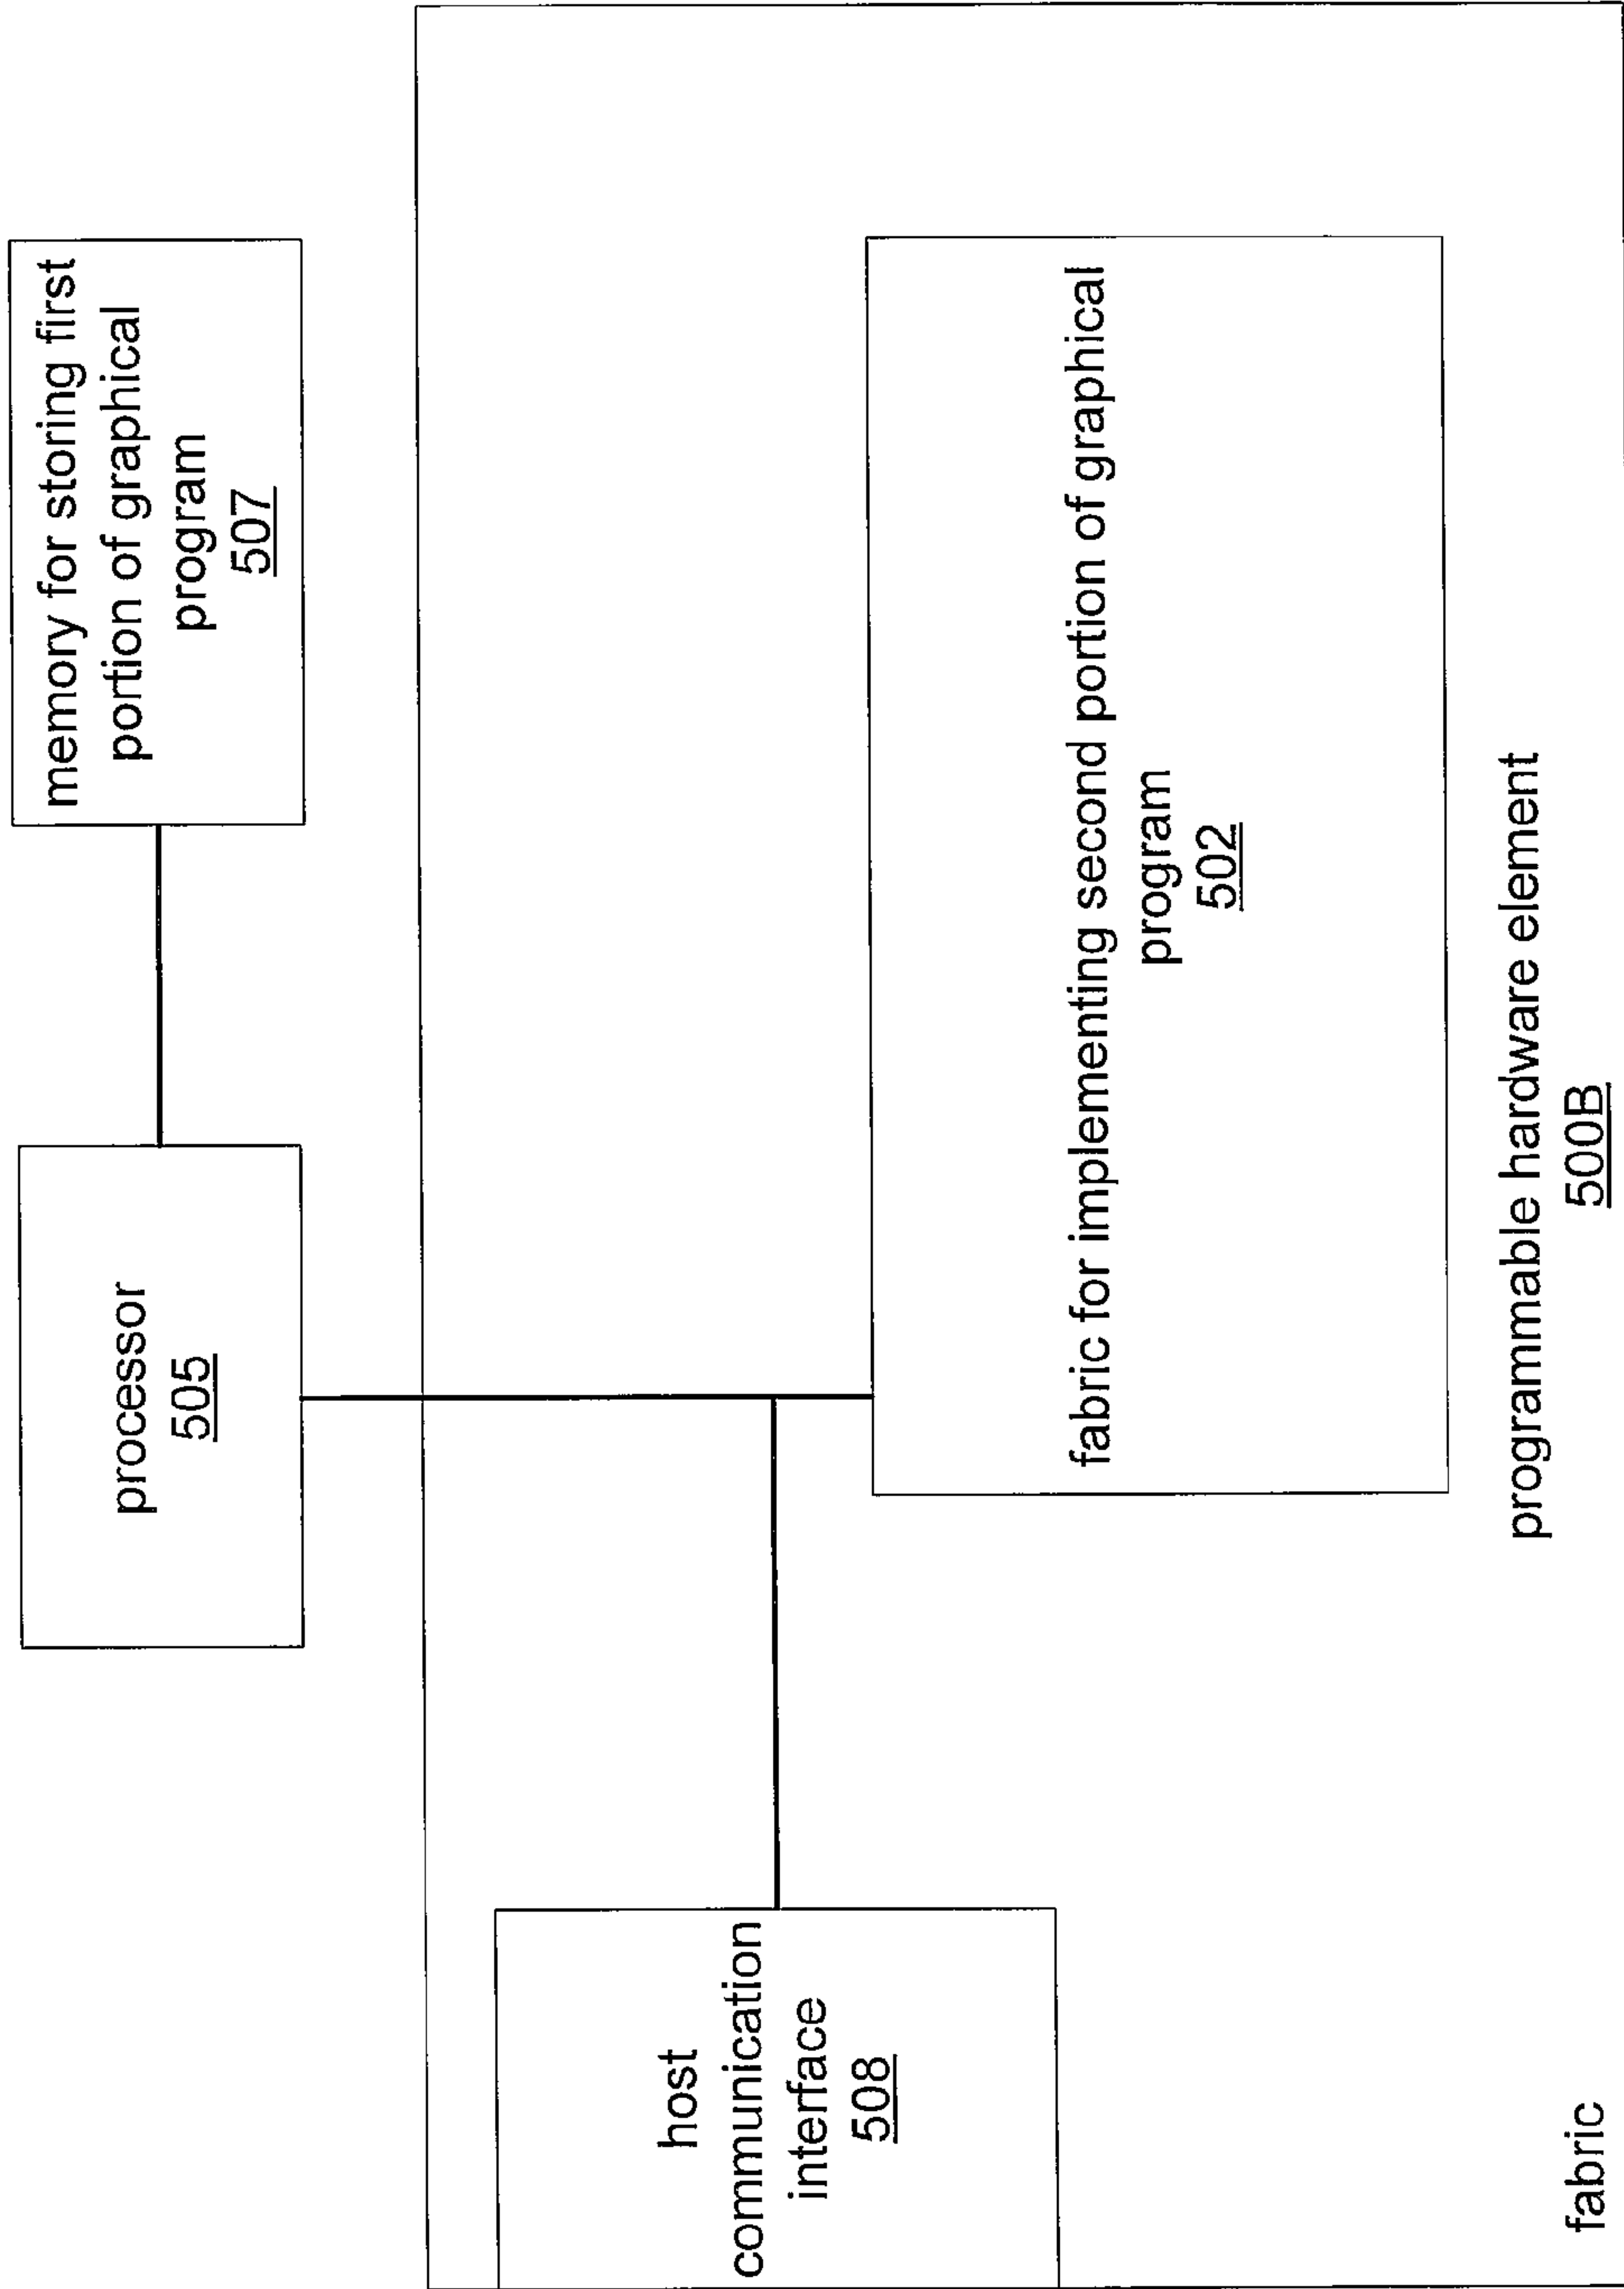 processor
505
memory for storing first
portion of graphical
program
507
host
communication
interface
508
fabric for implementing second portion of graphical
program
502
programmable hardware element
500B
fabric